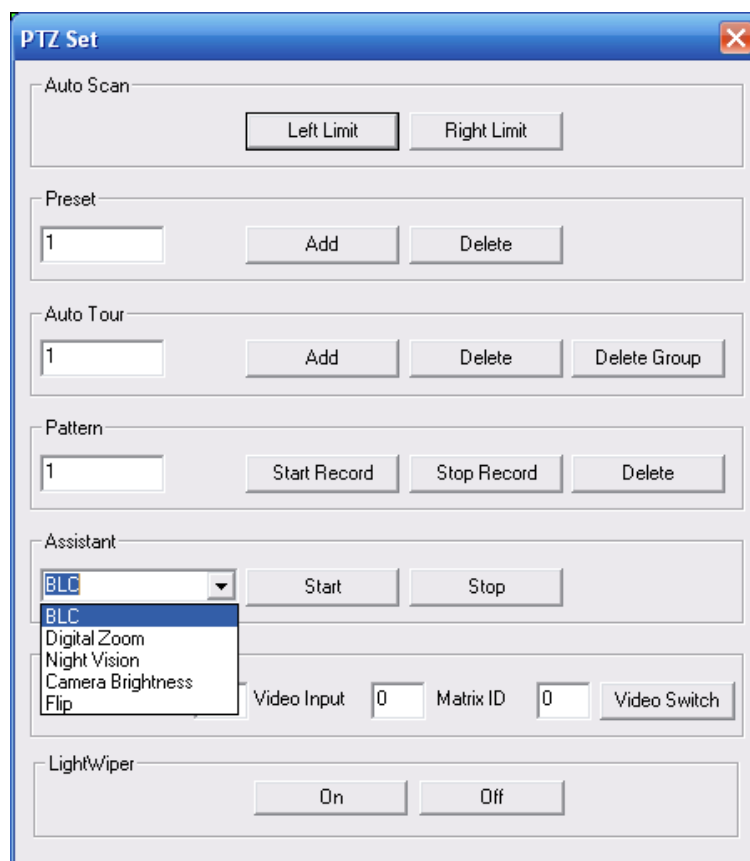 PTZ Set
Auto Scan
Left Limit Right Limit
Preset
1 Add Delete
Auto Tour
1 Add Delete Delete Group
Pattern
1 Start Record Stop Record Delete
Assistant
BLC Start Stop
BLC
Digital Zoom
Night Vision
Camera Brightness
Flip
Video Input 0 Matrix ID 0 Video Switch
LightWiper
On Off